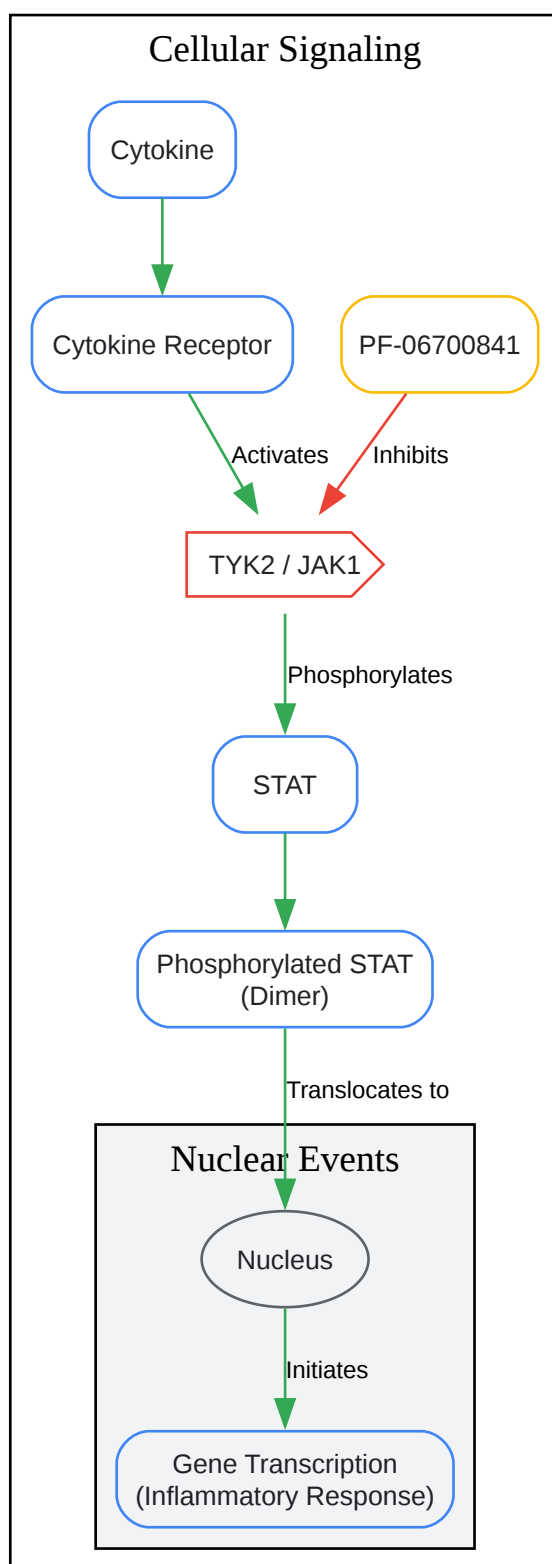 Cellular Signaling
Cytokine
Cytokine Receptor
PF-06700841
Activates
Inhibits
TYK2 / JAK1
Phosphorylates
STAT
Phosphorylated STAT
(Dimer)
Translocates to
Nuclear Events
Nucleus
Initiates
Gene Transcription
(Inflammatory Response)